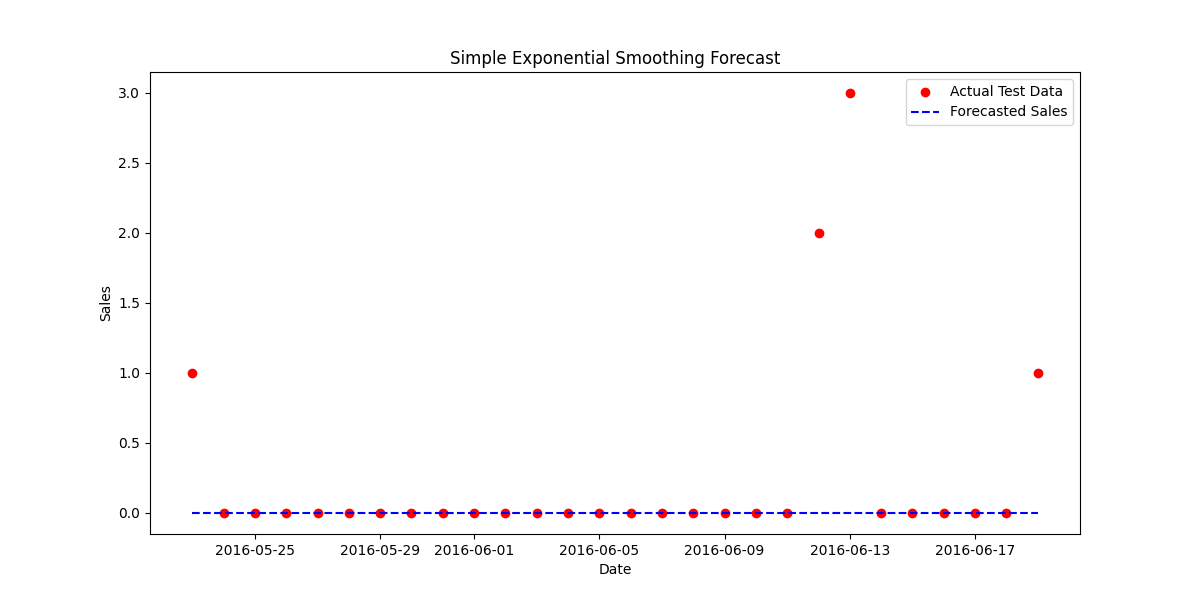 Simple Exponential Smoothing Forecast
Actual Test Data
Forecasted Sales
3.0
2.5
2.0
1.5
1.0
0.5
0.0
Sales
2016-05-25 2016-05-29 2016-06-01 2016-06-05 2016-06-09 2016-06-13 2016-06-17
Date